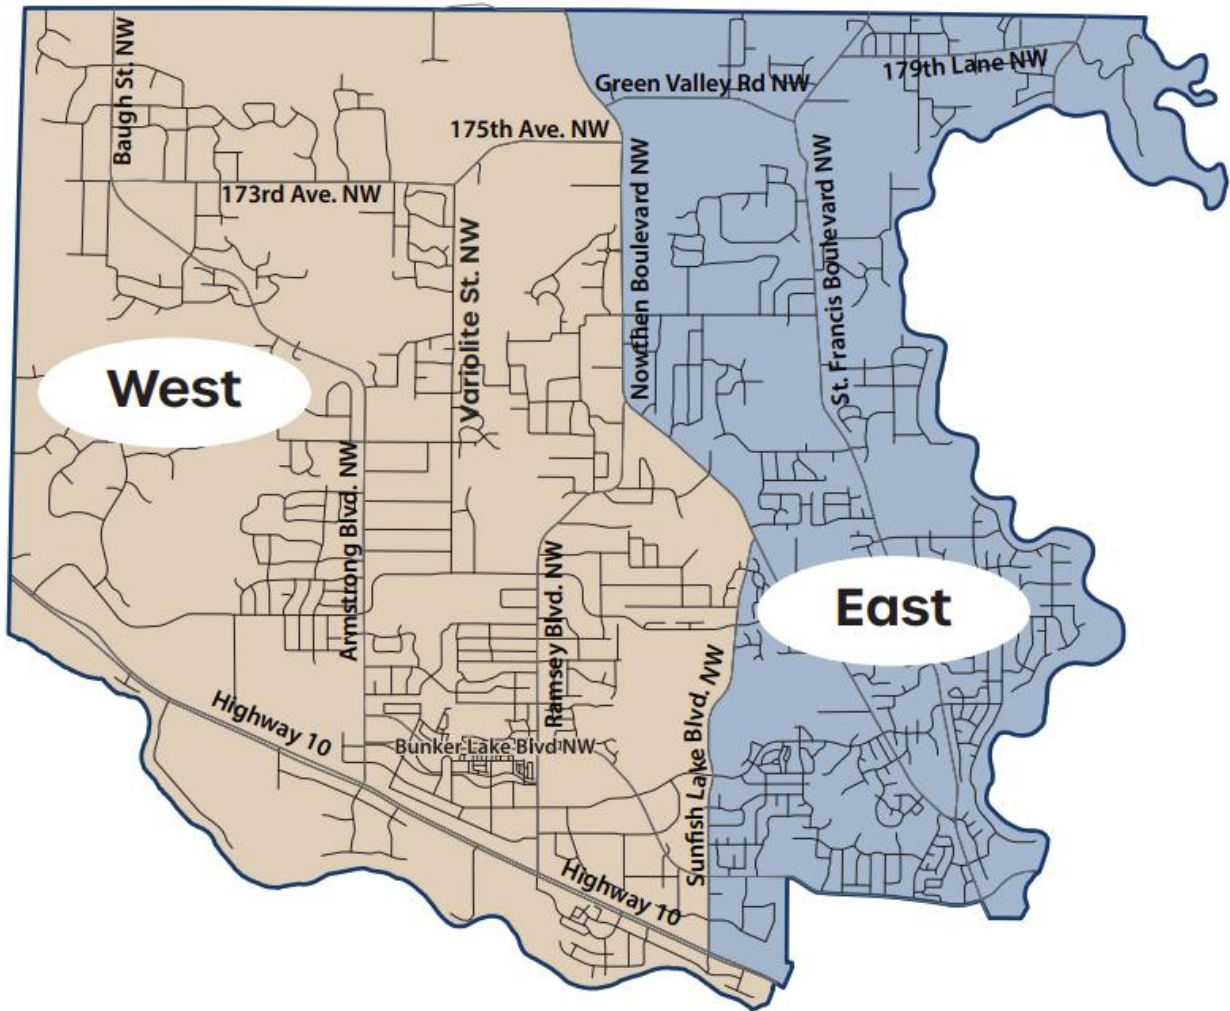 Baugh St. NW
Green Valley Rd NW
179th Lane NW
175th Ave. NW
173rd Ave. NW
Nowthen Boulevard NW
St. Francis Boulevard NW
Variolite St. NW
West
Armstrong Blvd. NW
Ramsey Blvd. NW
East
Sunfish Lake Blvd. NW
Highway 10
Bunker Lake Blvd NW
Highway 10